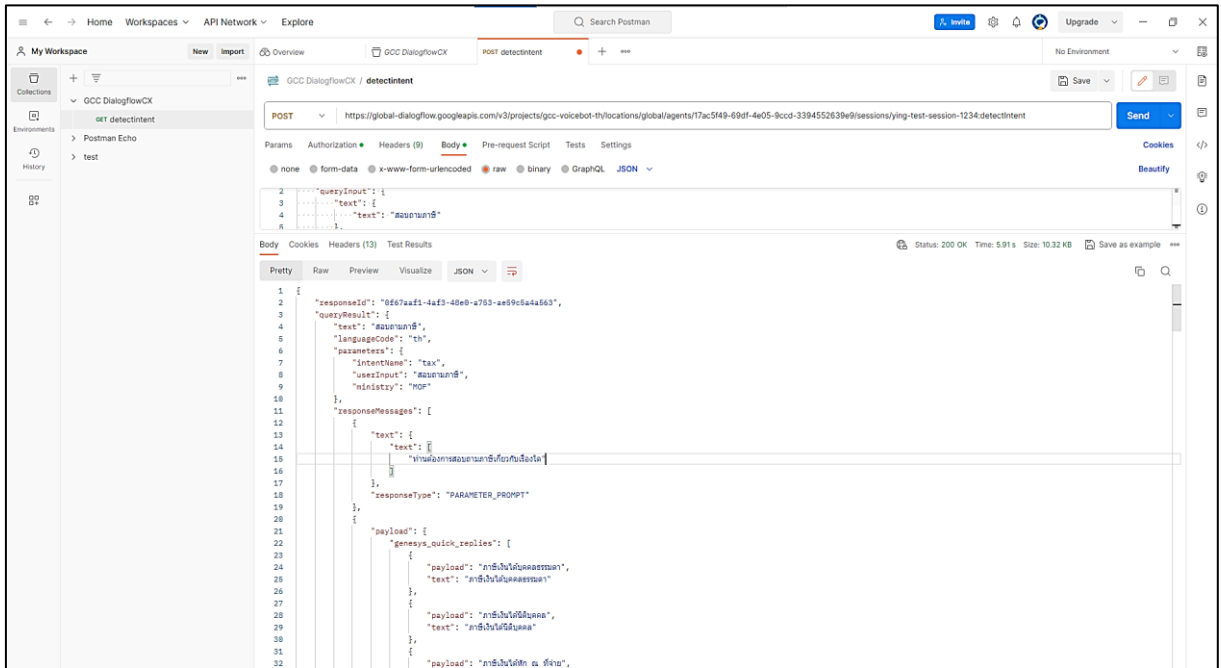 Home Workspaces API Network Explore Search Postman Invite Upgrade
My Workspace New Import Overview GCC DialogflowCX POST detectintent No Environment
Collections
Environments
History
GCC DialogflowCX
GET detectintent
Postman Echo
test
GCC DialogflowCX / detectintent Save
POST https://global-dialogflow.googleapis.com/v3/projects/gcc-voicebot-th/locations/global/agents/17ac5f49-69df-4e05-9ccd-3394552639e9/sessions/ying-test-session-1234:detectIntent Send
Params Authorization Headers (9) Body Pre-request Script Tests Settings Cookies
none form-data x-www-form-urlencoded raw binary GraphQL JSON Beautify
2 "queryInput": {
3 "text": {
4 "text": "สอบถามภาษี"
5 },
Body Cookies Headers (13) Test Results Status: 200 OK Time: 5.91 s Size: 10.32 KB Save as example
Pretty Raw Preview Visualize JSON
1 {
2 "responseId": "0f67aaf1-4af3-48e0-a753-ae59c5a4a563",
3 "queryResult": {
4 "text": "สอบถามภาษี",
5 "languageCode": "th",
6 "parameters": {
7 "intentName": "tax",
8 "userInput": "สอบถามภาษี",
9 "ministry": "MOF"
10 },
11 "responseMessages": [
12 {
13 "text": {
14 "text": [
15 "ท่านต้องการสอบถามภาษีเกี่ยวกับเรื่องใด"
16 ]
17 },
18 "responseType": "PARAMETER_PROMPT"
19 },
20 {
21 "payload": {
22 "genesys_quick_replies": [
23 {
24 "payload": "ภาษีเงินได้บุคคลธรรมดา",
25 "text": "ภาษีเงินได้บุคคลธรรมดา"
26 },
27 {
28 "payload": "ภาษีเงินได้นิติบุคคล",
29 "text": "ภาษีเงินได้นิติบุคคล"
30 },
31 {
32 "payload": "ภาษีเงินได้หัก ณ ที่จ่าย",